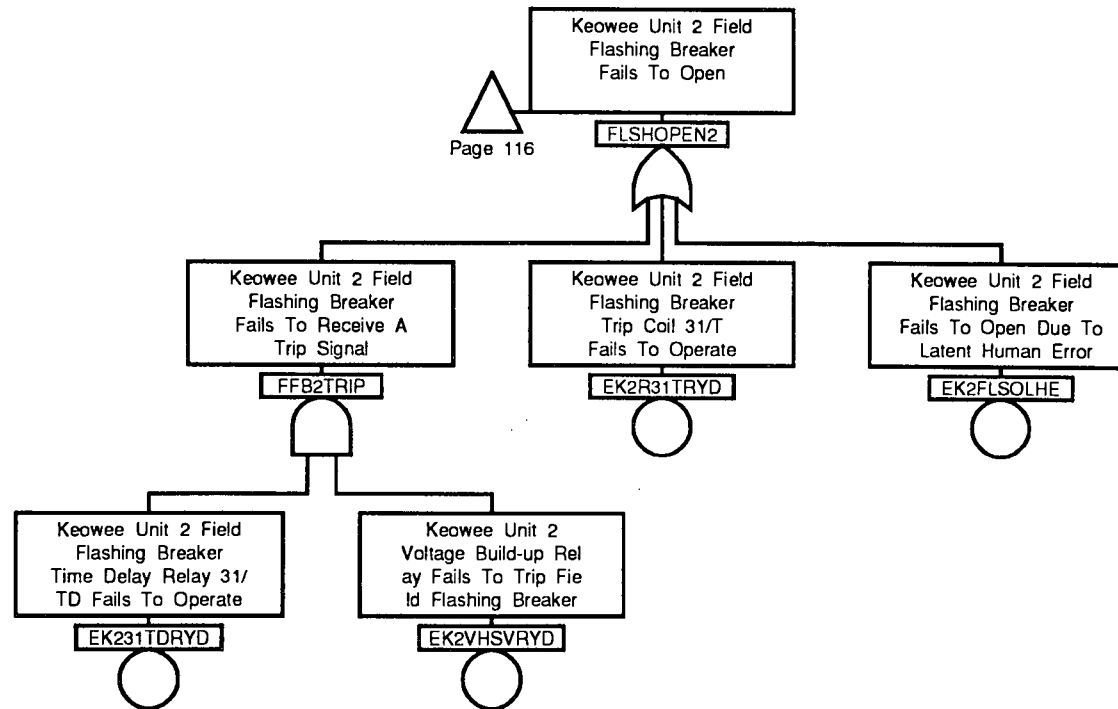 Keowee Unit 2 Field
Flashing Breaker
Fails To Open
Page 116
FLSHOPEN2
Keowee Unit 2 Field
Flashing Breaker
Fails To Receive A
Trip Signal
FFB2TRIP
Keowee Unit 2 Field
Flashing Breaker
Trip Coil 31/T
Fails To Operate
EK2R31TRYD
Keowee Unit 2 Field
Flashing Breaker
Fails To Open Due To
Latent Human Error
EK2FLSOLHE
Keowee Unit 2 Field
Flashing Breaker
Time Delay Relay 31/
TD Fails To Operate
EK231TDRYD
Keowee Unit 2
Voltage Build-up Rel
ay Fails To Trip Fie
ld Flashing Breaker
EK2VHSVRYD